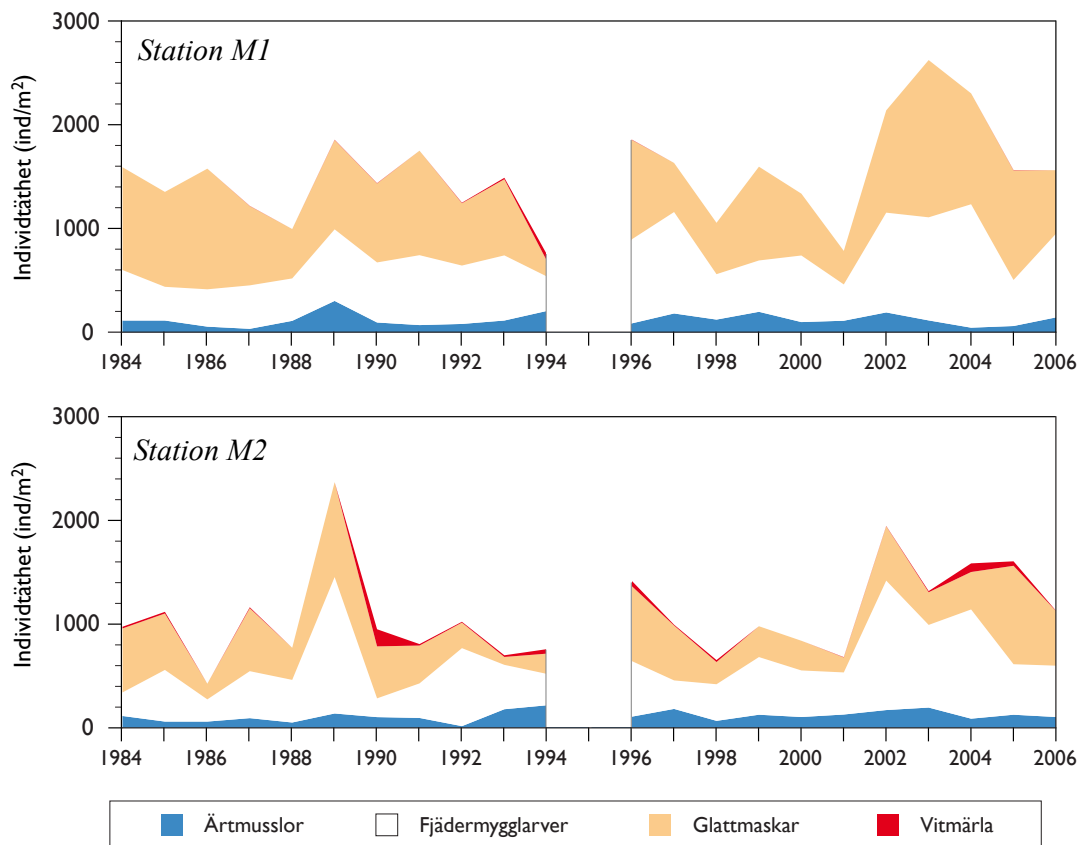 Station M1
Individtäthet (ind/m²)
3000
2000
1000
0
1984 1986 1988 1990 1992 1994 1996 1998 2000 2002 2004 2006
Station M2
Individtäthet (ind/m²)
3000
2000
1000
0
1984 1986 1988 1990 1992 1994 1996 1998 2000 2002 2004 2006
Ärtmusslor Fjädermygglarver Glattmaskar Vitmärla